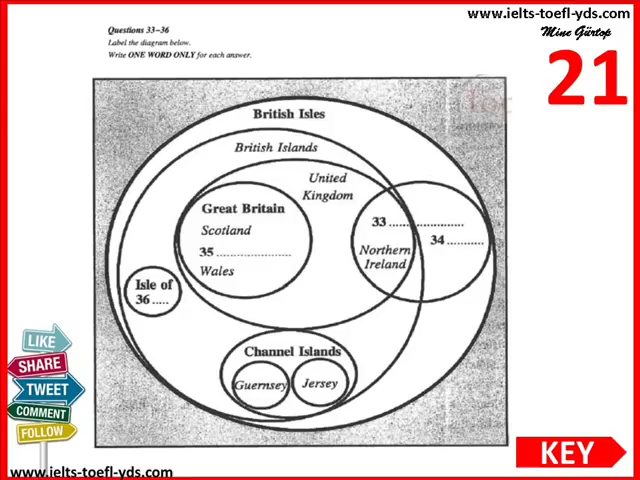 www.ielts-toefl-yds.com
Mine Gürtop
Questions 33–36
Label the diagram below.
Write ONE WORD ONLY for each answer.
21
British Isles
British Islands
United
Kingdom
Great Britain
Scotland
35 ........................
Wales
33 ........................
34 ...........
Northern
Ireland
Isle of
36 .....
Channel Islands
Guernsey
Jersey
LIKE
SHARE
TWEET
COMMENT
FOLLOW
KEY
www.ielts-toefl-yds.com